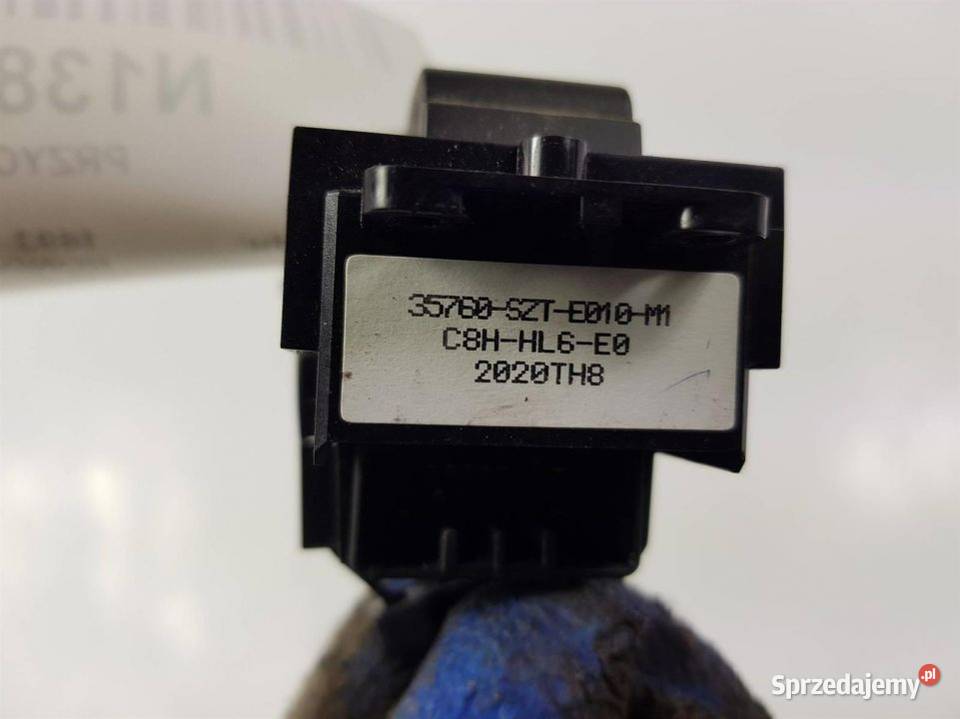 N138
PRZYC
35760-SZT-E010-M1
C8H-HL6-E0
2020TH8
Sprzedajemy.pl